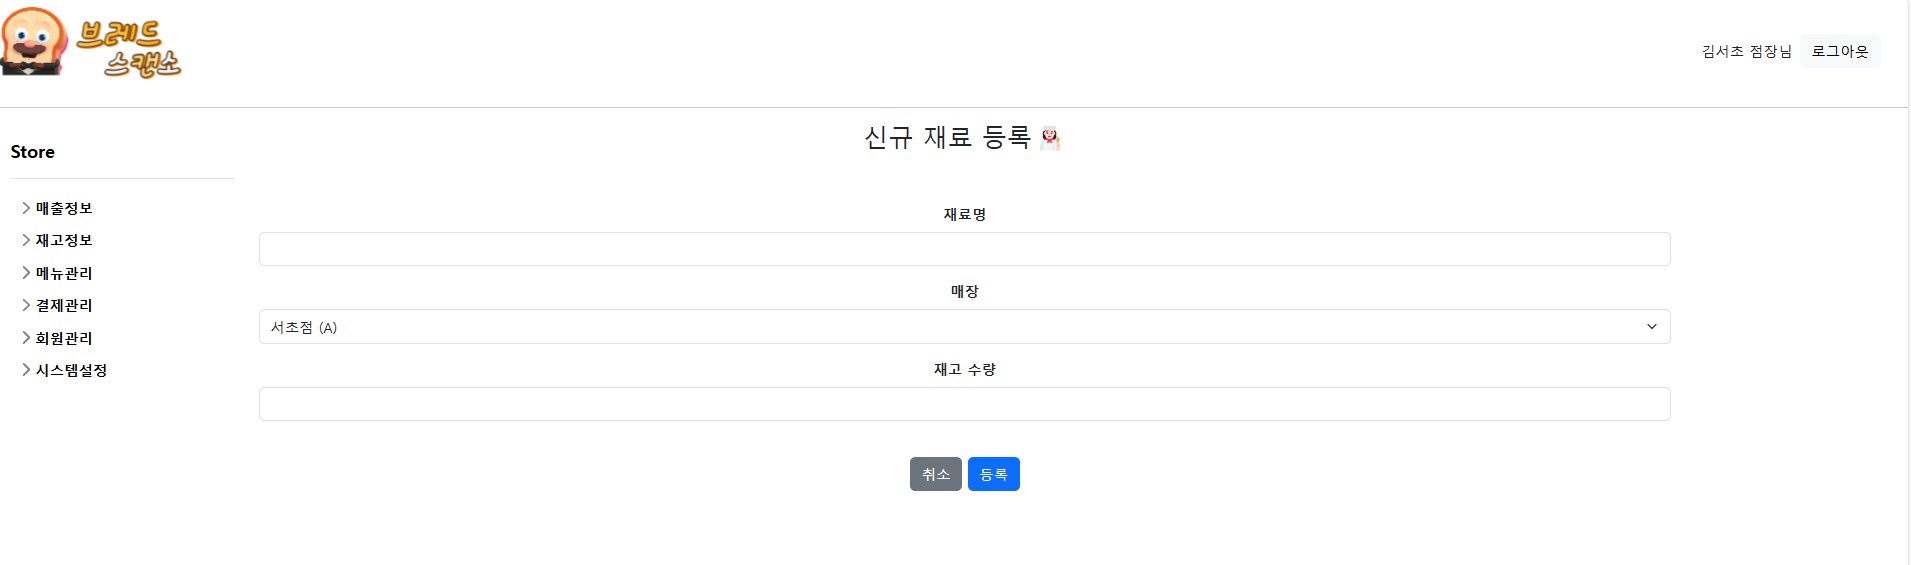 브레드
스캔소
김서초 점장님 로그아웃
Store
매출정보
재고정보
메뉴관리
결제관리
회원관리
시스템설정
신규 재료 등록
재료명
매장
서초점 (A)
재고 수량
취소 등록